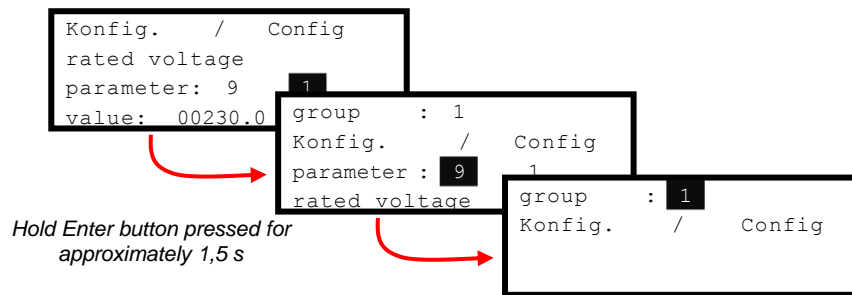 Konfig. / Config
rated voltage
parameter: 9 1
value: 00230.0
group : 1
Konfig. / Config
parameter : 9 1
rated voltage
group : 1
Konfig. / Config
Hold Enter button pressed for
approximately 1,5 s